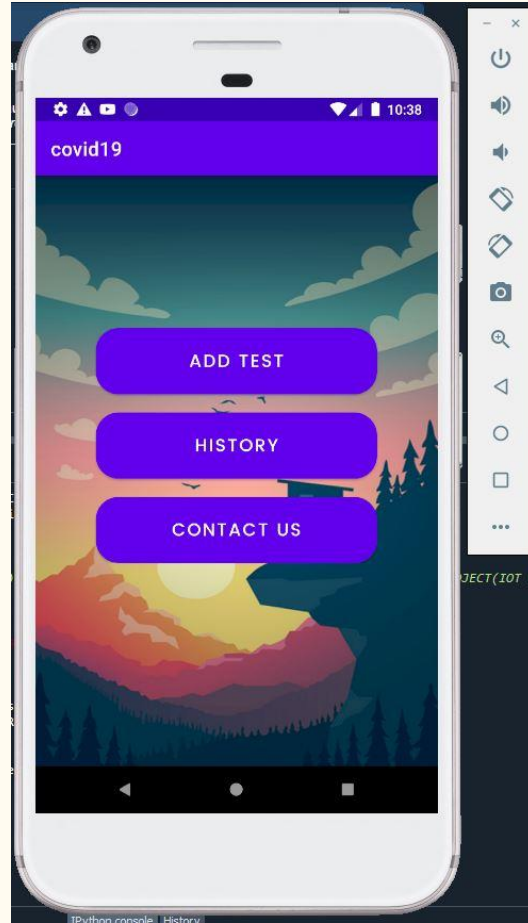 10:38
covid19
ADD TEST
HISTORY
CONTACT US
JECT(IOT
IPython console History